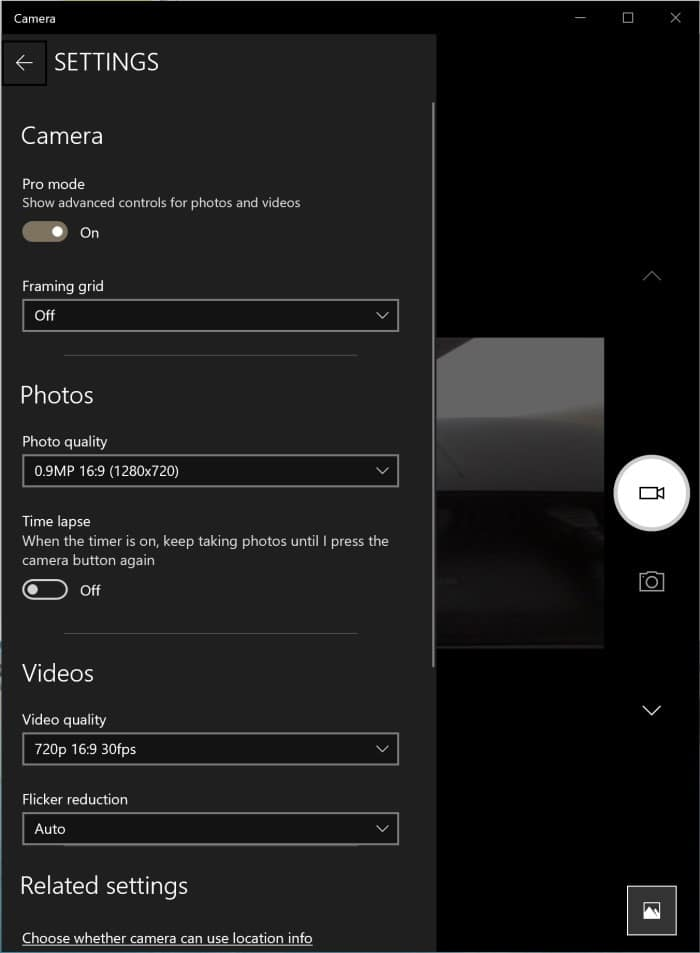 Camera
SETTINGS
Camera
Pro mode
Show advanced controls for photos and videos
On
Framing grid
Off
Photos
Photo quality
0.9MP 16:9 (1280x720)
Time lapse
When the timer is on, keep taking photos until I press the
camera button again
Off
Videos
Video quality
720p 16:9 30fps
Flicker reduction
Auto
Related settings
Choose whether camera can use location info